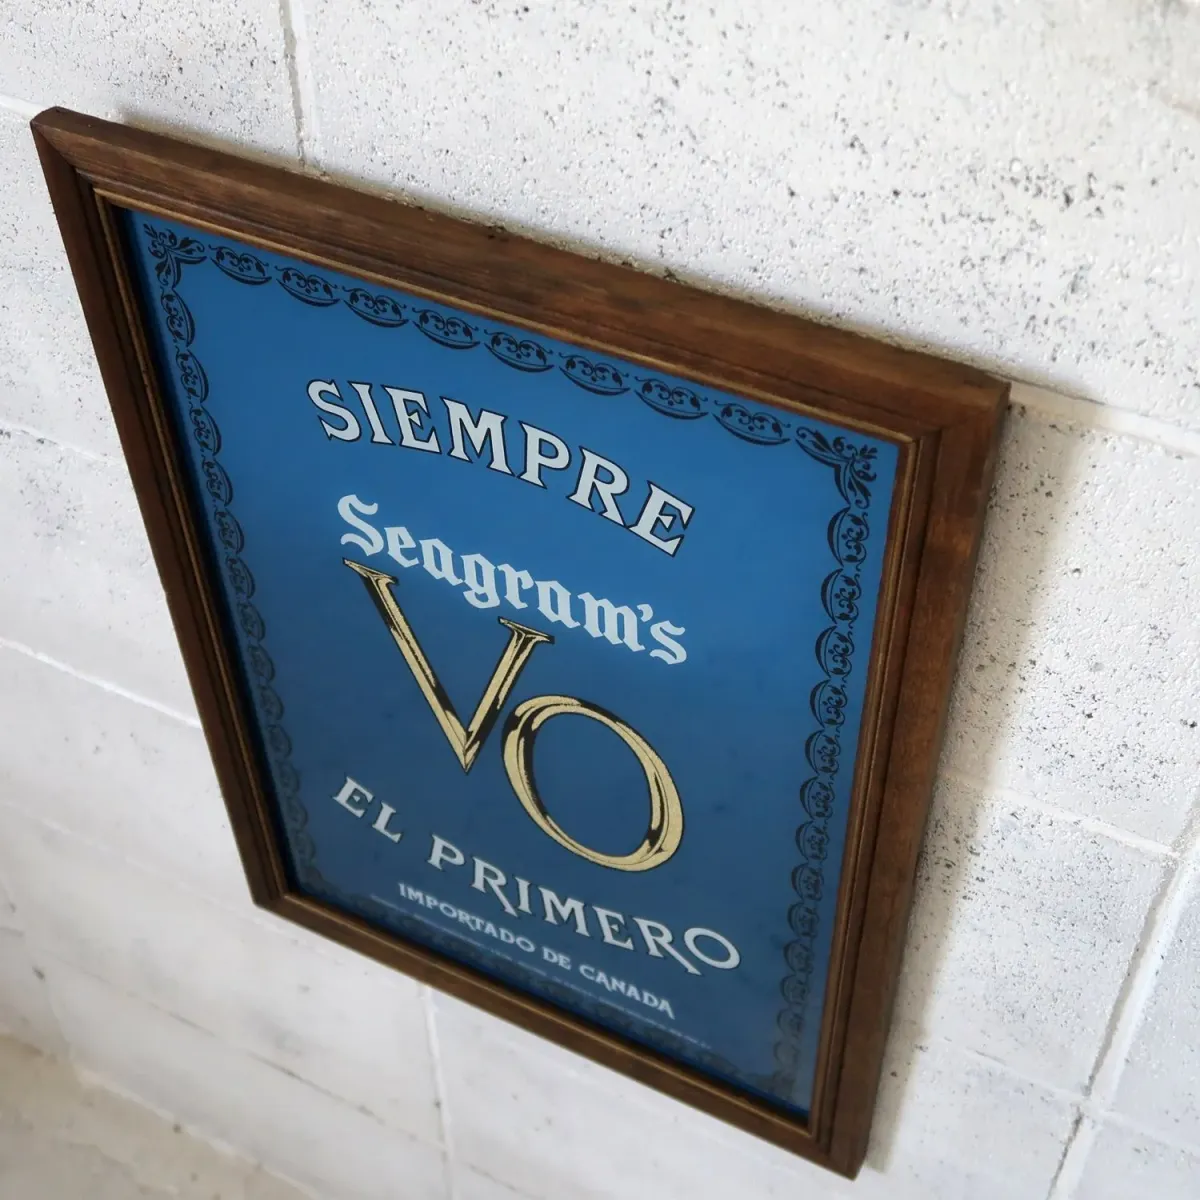 SIEMPRE
Seagram's
VO
EL PRIMERO
IMPORTADO DE CANADA